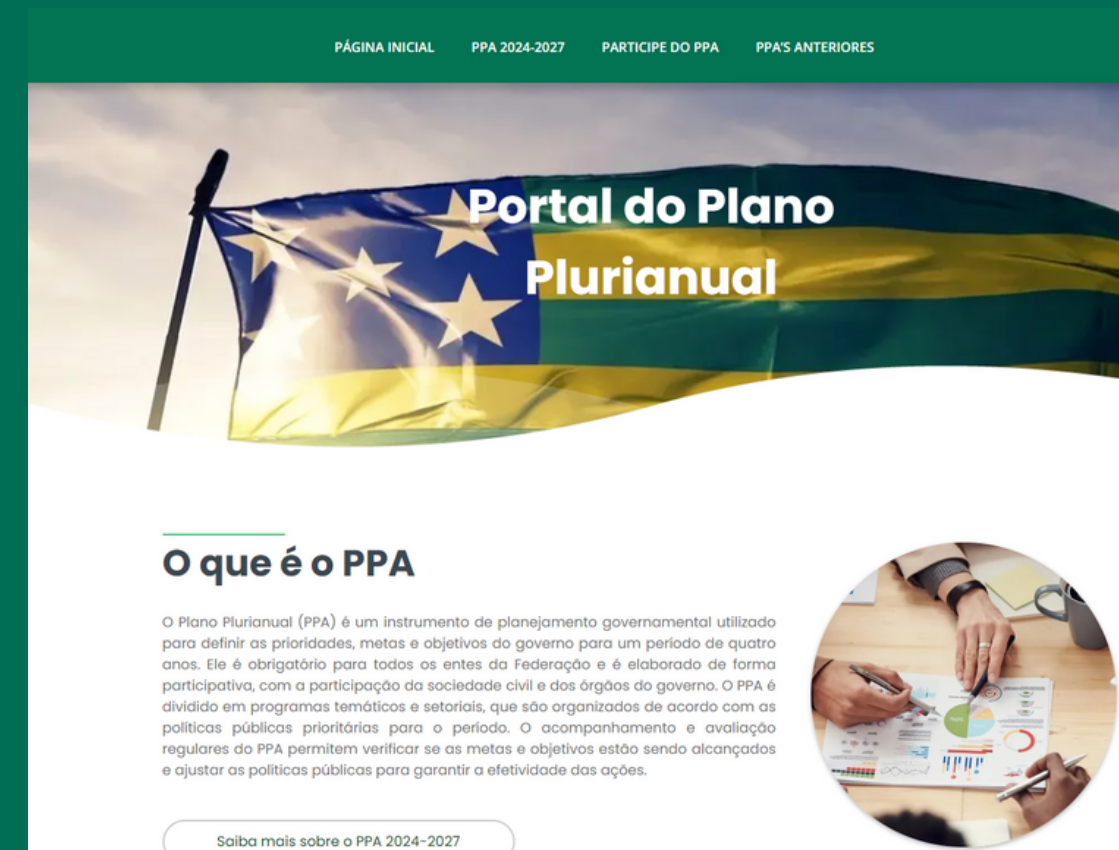 PÁGINA INICIAL PPA 2024-2027 PARTICIPE DO PPA PPA'S ANTERIORES
Portal do Plano
Plurianual
O que é o PPA
O Plano Plurianual (PPA) é um instrumento de planejamento governamental utilizado
para definir as prioridades, metas e objetivos do governo para um período de quatro
anos. Ele é obrigatório para todos os entes da Federação e é elaborado de forma
participativa, com a participação da sociedade civil e dos órgãos do governo. O PPA é
dividido em programas temáticos e setoriais, que são organizados de acordo com as
políticas públicas prioritárias para o período. O acompanhamento e avaliação
regulares do PPA permitem verificar se as metas e objetivos estão sendo alcançados
e ajustar as políticas públicas para garantir a efetividade das ações.
Saiba mais sobre o PPA 2024-2027